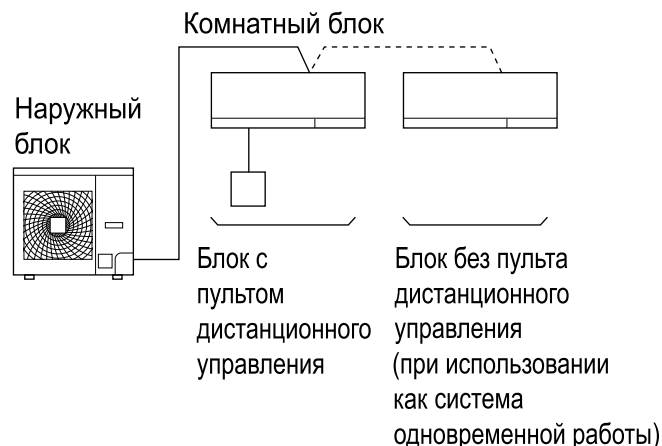 Комнатный блок
Наружный
блок
Блок с
пультом
дистанционного
управления
Блок без пульта
дистанционного
управления
(при использовании
как система
одновременной работы)